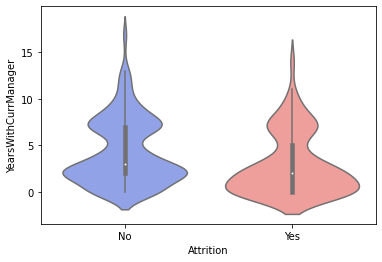 YearsWithCurrManager
15
10
5
0
No
Yes
Attrition